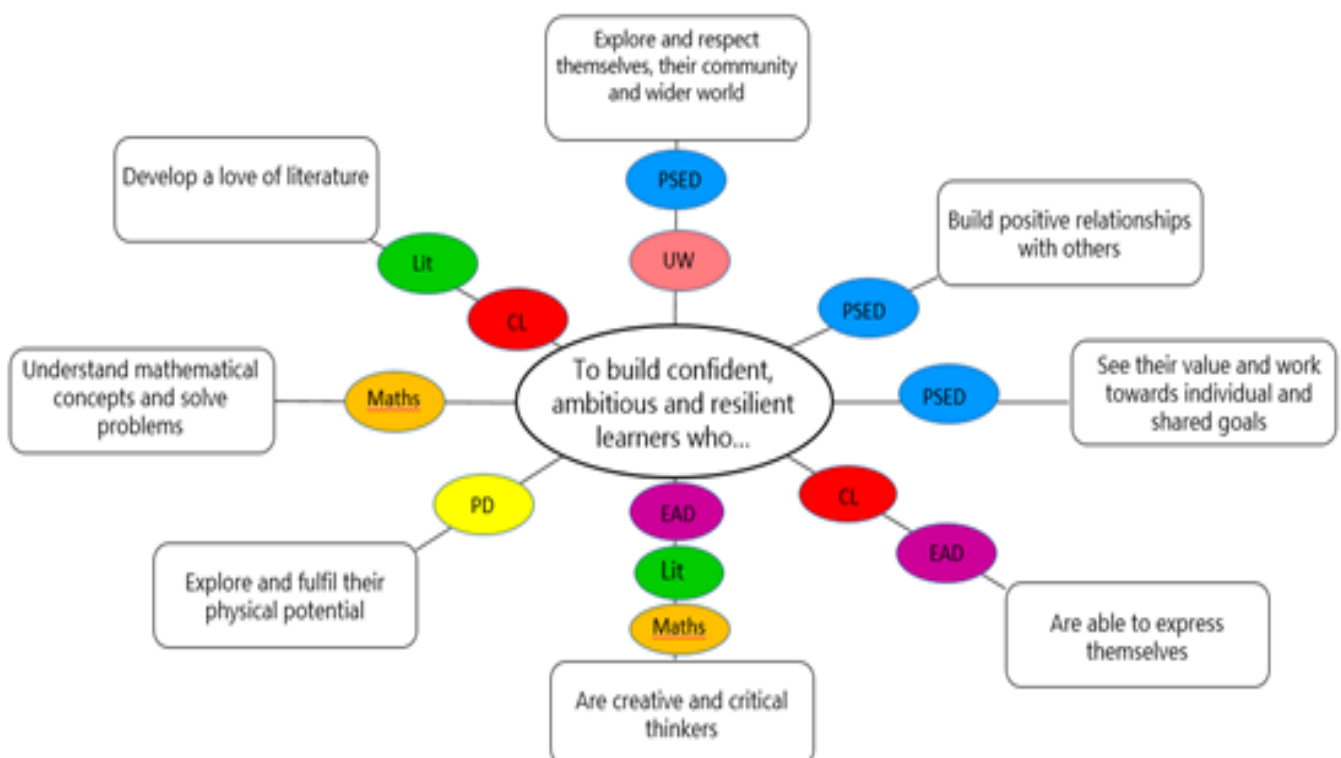 Explore and respect
themselves, their community
and wider world
PSED
UW
Develop a love of literature
Lit
CL
Build positive relationships
with others
PSED
Understand mathematical
concepts and solve
problems
Maths
To build confident,
ambitious and resilient
learners who...
PSED
See their value and work
towards individual and
shared goals
PD
Explore and fulfil their
physical potential
EAD
Lit
Maths
Are creative and critical
thinkers
CL
EAD
Are able to express
themselves